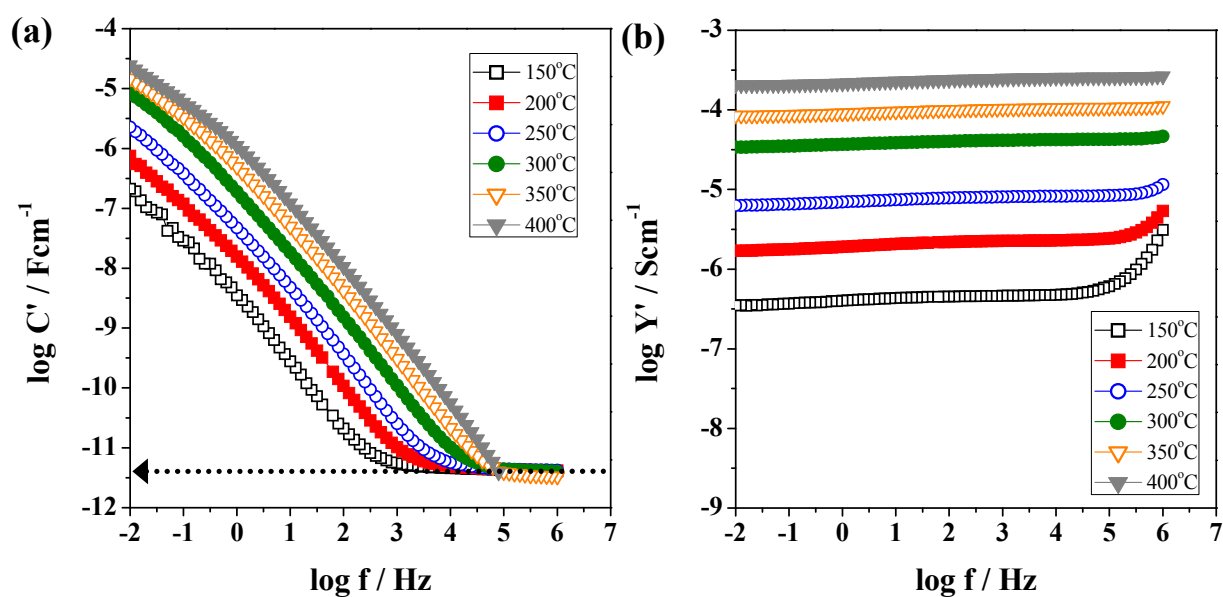 (a)
log C' / Fcm⁻¹
-4
-5
-6
-7
-8
-9
-10
-11
-12
-2 -1 0 1 2 3 4 5 6 7
log f / Hz
150°C
200°C
250°C
300°C
350°C
400°C
(b)
log Y' / Scm⁻¹
-3
-4
-5
-6
-7
-8
-9
-2 -1 0 1 2 3 4 5 6 7
log f / Hz
150°C
200°C
250°C
300°C
350°C
400°C